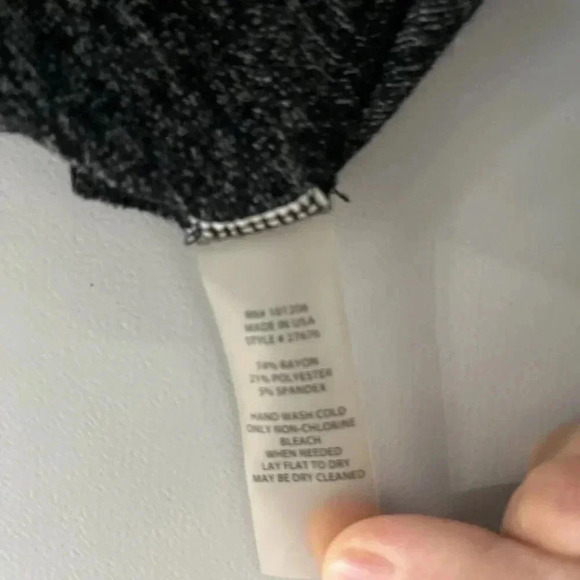 RN# 101208
MADE IN USA
STYLE # 27670
74% RAYON
21% POLYESTER
5% SPANDEX
HAND WASH COLD
ONLY NON-CHLORINE
BLEACH
WHEN NEEDED
LAY FLAT TO DRY
MAY BE DRY CLEANED